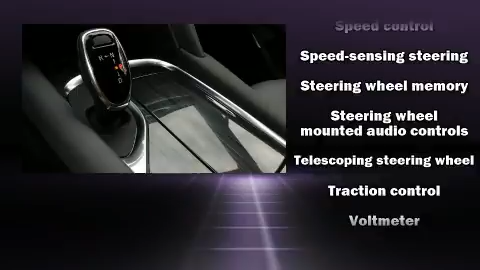 Speed control
Speed-sensing steering
Steering wheel memory
Steering wheel
mounted audio controls
Telescoping steering wheel
Traction control
Voltmeter